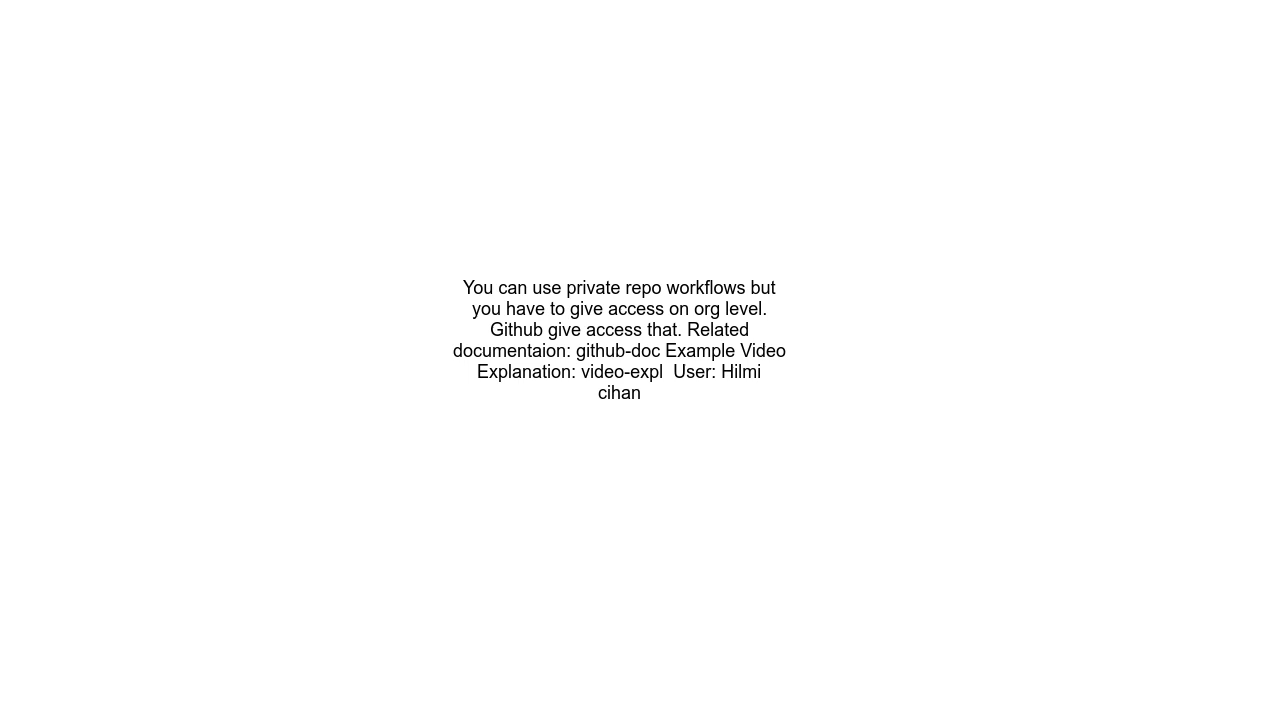 You can use private repo workflows but
you have to give access on org level.
Github give access that. Related
documentaion: github-doc Example Video
Explanation: video-expl  User: Hilmi
cihan